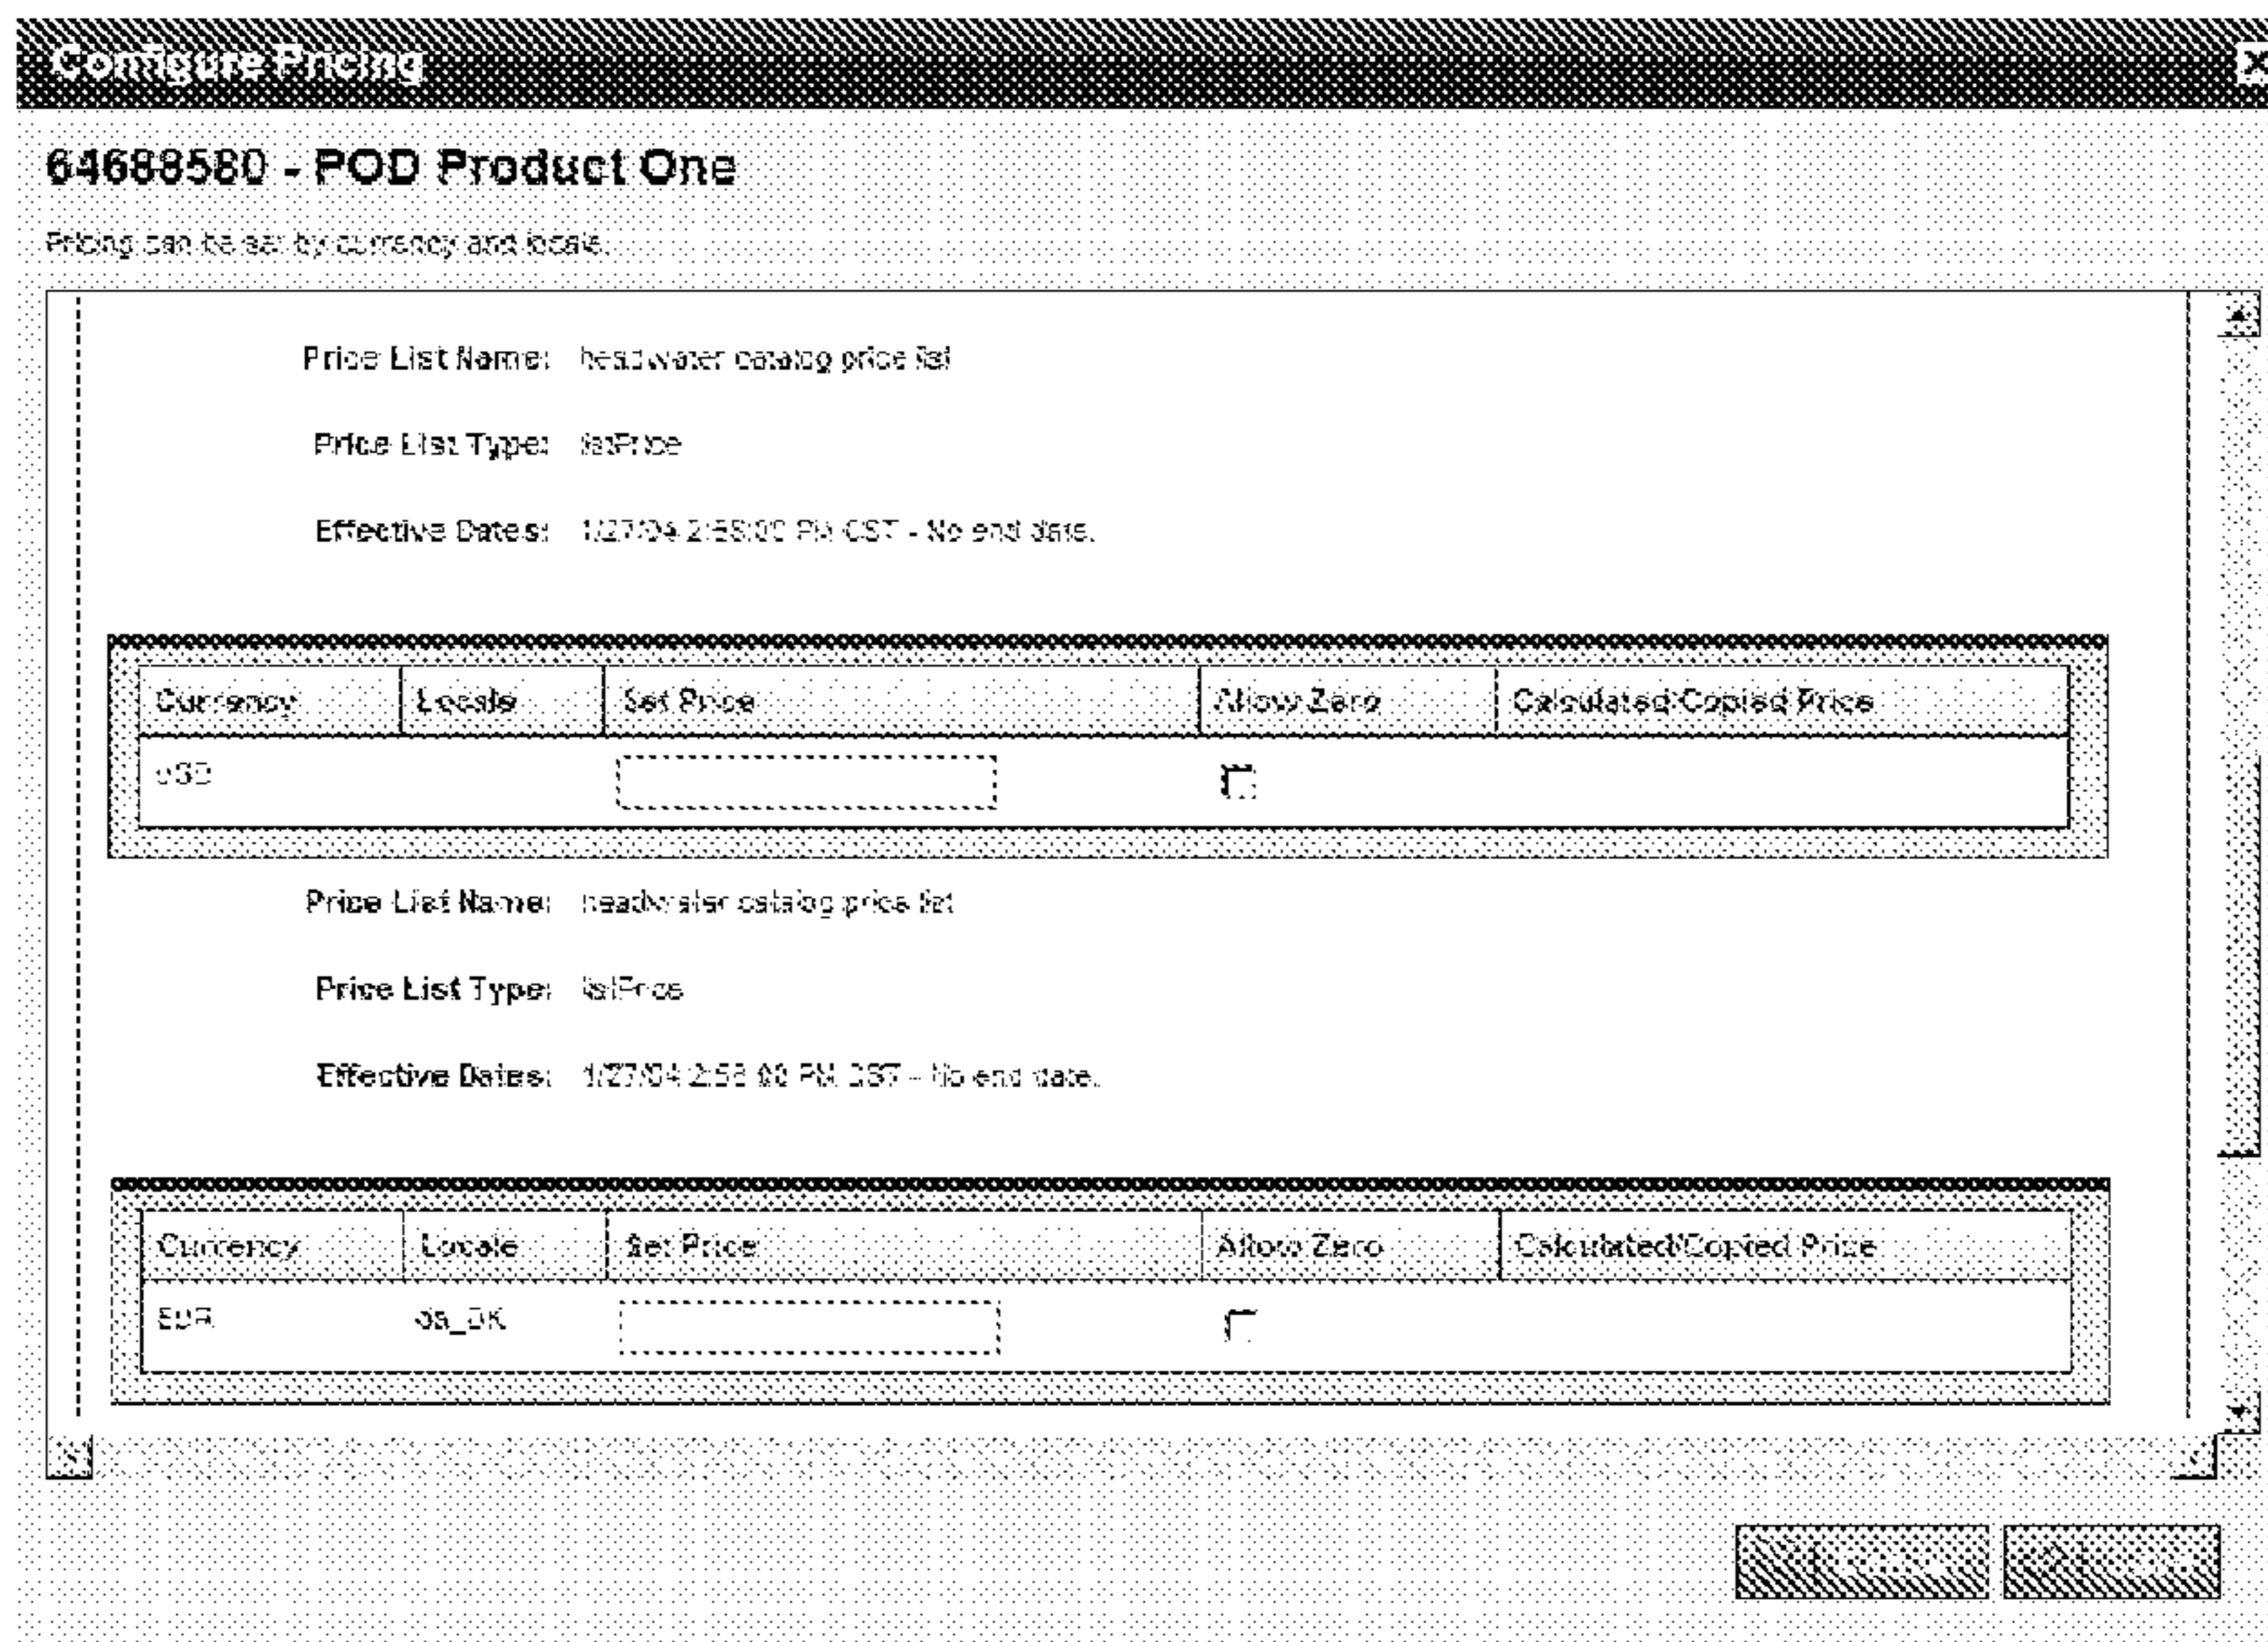 Configure Pricing
64688580 - POD Product One
Pricing can be set by currency and locale.
Price List Name: headwater catalog price list
Price List Type: listPrice
Effective Dates: 1/27/04 2:58:00 PM CST - No end date.
Currency Locale Set Price Allow Zero Calculated/Copied Price
USD
Price List Name: headwater catalog price list
Price List Type: listPrice
Effective Dates: 1/27/04 2:58:00 PM CST - No end date.
Currency Locale Set Price Allow Zero Calculated/Copied Price
EUR da_DK